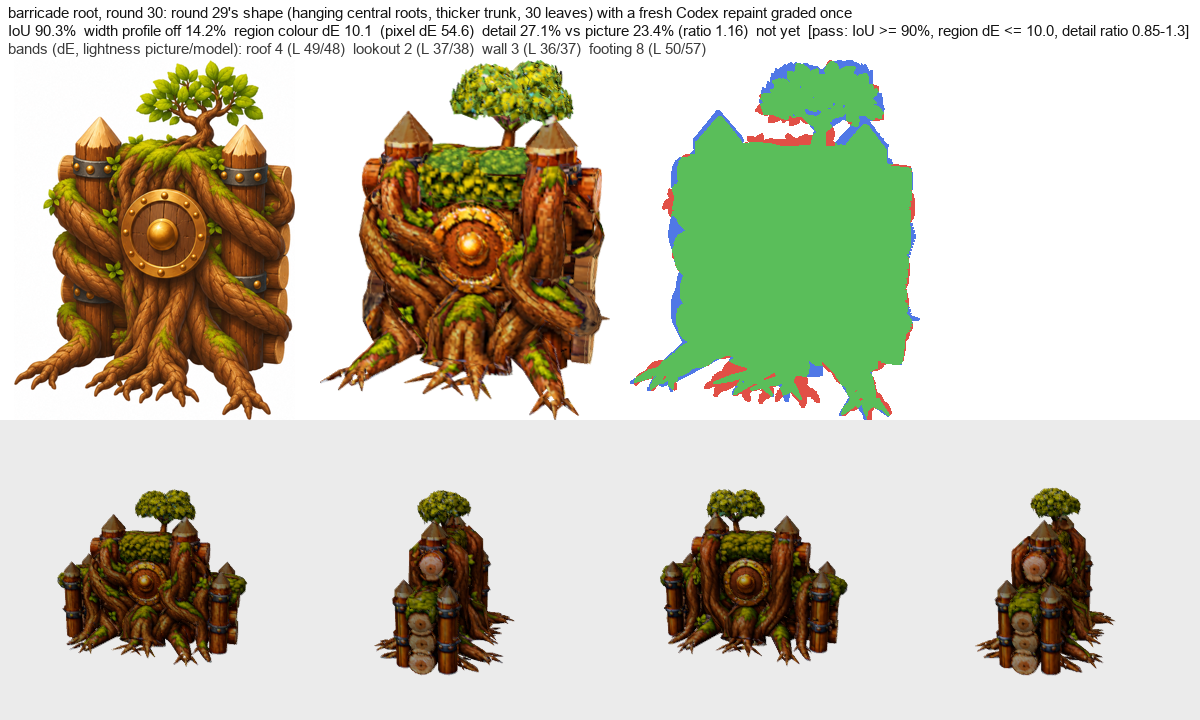 barricade root, round 30: round 29's shape (hanging central roots, thicker trunk, 30 leaves) with a fresh Codex repaint graded once
IoU 90.3%  width profile off 14.2%  region colour dE 10.1  (pixel dE 54.6)  detail 27.1% vs picture 23.4% (ratio 1.16)  not yet  [pass: IoU >= 90%, region dE <= 10.0, detail ratio 0.85-1.3]
bands (dE, lightness picture/model): roof 4 (L 49/48)  lookout 2 (L 37/38)  wall 3 (L 36/37)  footing 8 (L 50/57)